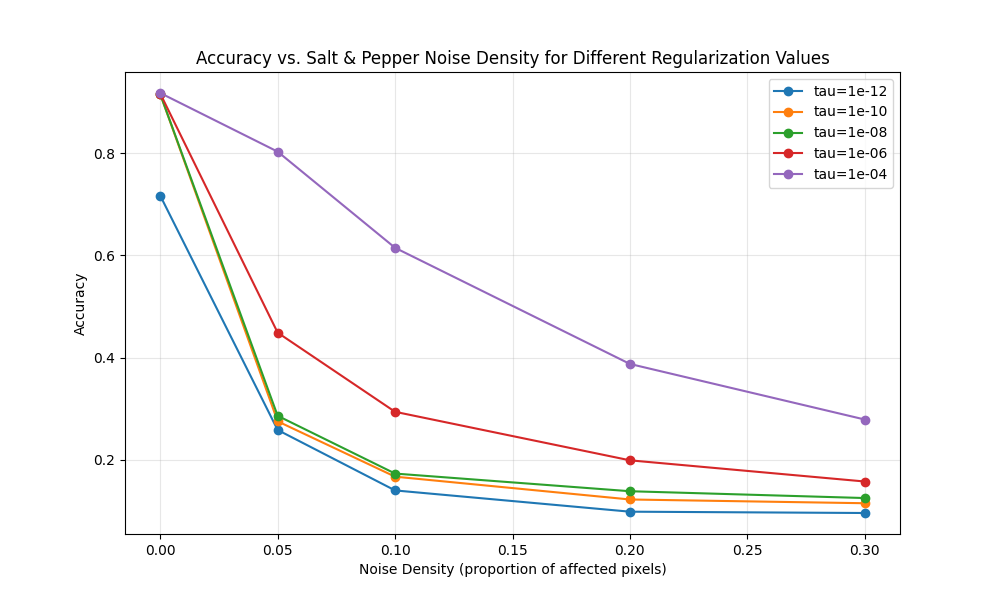 Accuracy vs. Salt & Pepper Noise Density for Different Regularization Values
tau=1e-12
tau=1e-10
tau=1e-08
tau=1e-06
tau=1e-04
Accuracy
0.8
0.6
0.4
0.2
0.00 0.05 0.10 0.15 0.20 0.25 0.30
Noise Density (proportion of affected pixels)